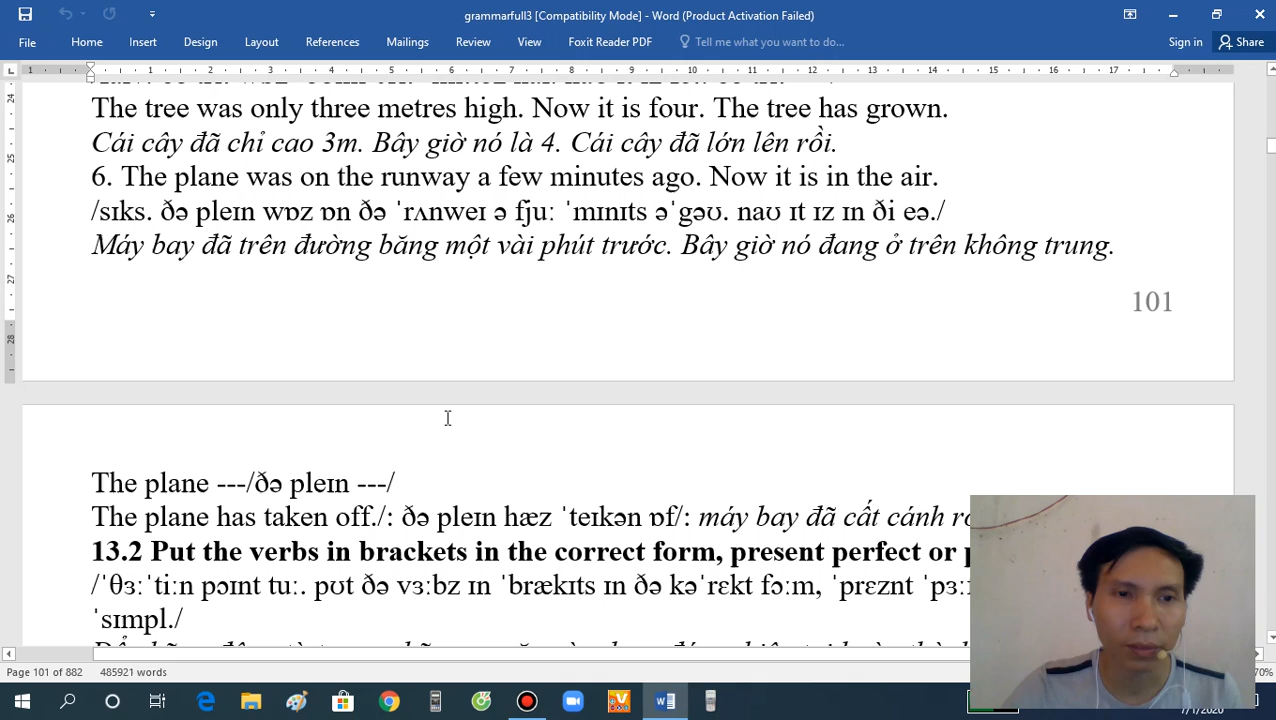 grammarfull3 [Compatibility Mode] - Word (Product Activation Failed)
File Home Insert Design Layout References Mailings Review View Foxit Reader PDF Tell me what you want to do... Sign in Share
The tree was only three metres high. Now it is four. The tree has grown.
Cái cây đã chỉ cao 3m. Bây giờ nó là 4. Cái cây đã lớn lên rồi.
6. The plane was on the runway a few minutes ago. Now it is in the air.
/sɪks. ðə pleɪn wɒz ɒn ðə ˈrʌnweɪ ə fjuː ˈmɪnɪts əˈgəʊ. naʊ ɪt ɪz ɪn ði eə./
Máy bay đã trên đường băng một vài phút trước. Bây giờ nó đang ở trên không trung.
101
The plane ---/ðə pleɪn ---/
The plane has taken off./: ðə pleɪn hæz ˈteɪkən ɒf/: máy bay đã cất cánh
13.2 Put the verbs in brackets in the correct form, present perfect or
/ˈθɜːˈtiːn pɔɪnt tuː. pʊt ðə vɜːbz ɪn ˈbrækɪts ɪn ðə kəˈrɛkt fɔːm, ˈprɛznt
ˈsɪmpl./
Page 101 of 882 485921 words 70%
7/1/2020